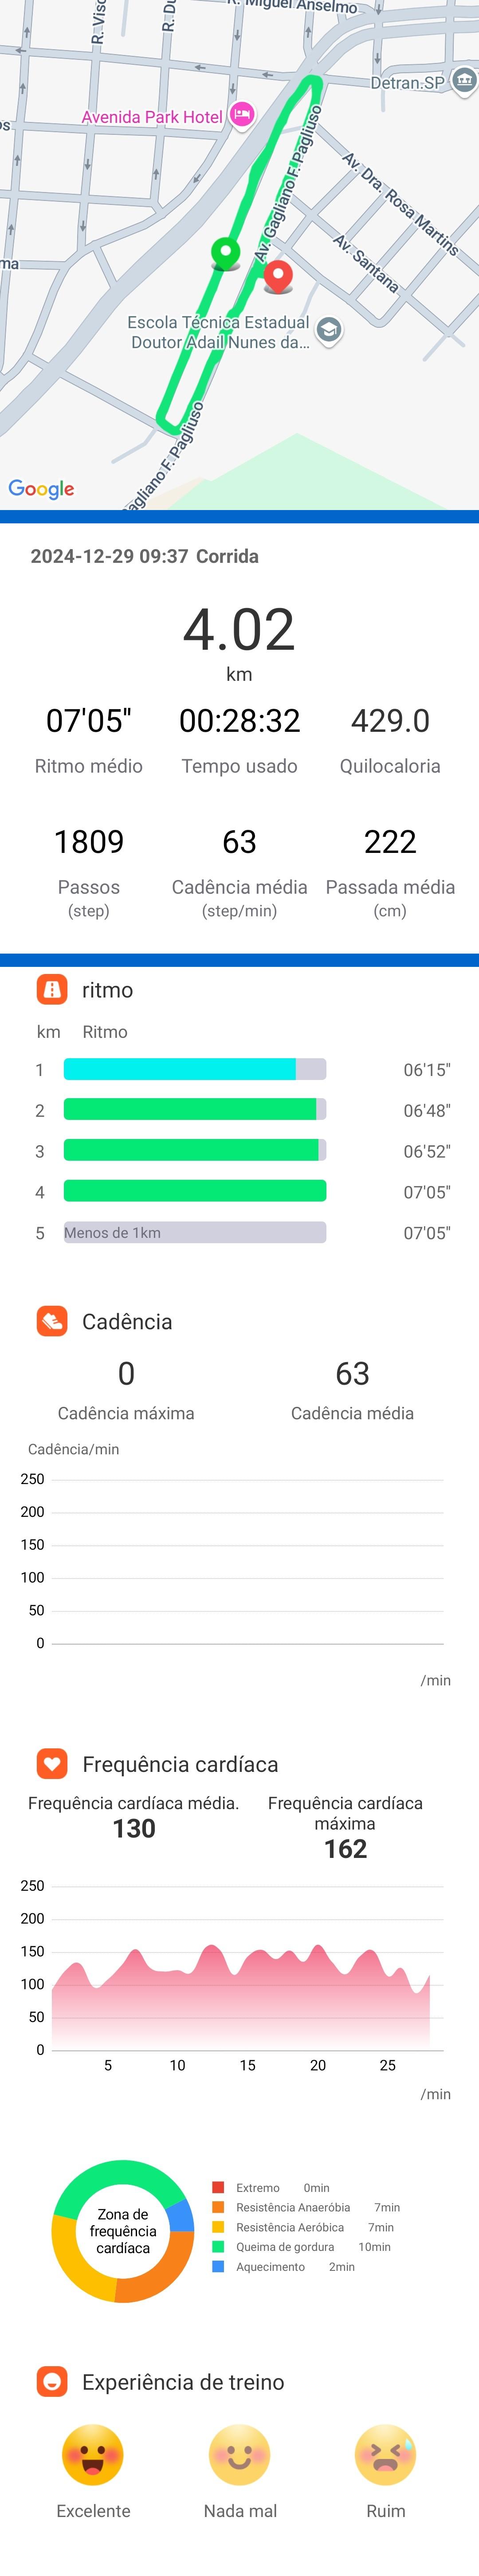 R. Miguel Anselmo
R. Visc
R. Du
Detran.SP
Avenida Park Hotel
os
Av. Gagliano F. Pagliuso
Av. Dra. Rosa Martins
Av. Santana
ma
Escola Técnica Estadual
Doutor Adail Nunes da...
agliano F. Pagliuso
Google
2024-12-29 09:37 Corrida
4.02
km
07'05" 00:28:32 429.0
Ritmo médio Tempo usado Quilocaloria
1809 63 222
Passos Cadência média Passada média
(step) (step/min) (cm)
ritmo
km Ritmo
1 06'15"
2 06'48"
3 06'52"
4 07'05"
5 Menos de 1km 07'05"
Cadência
0 63
Cadência máxima Cadência média
Cadência/min
250
200
150
100
50
0
/min
Frequência cardíaca
Frequência cardíaca média.
130
Frequência cardíaca
máxima
162
250
200
150
100
50
0
5 10 15 20 25
/min
Zona de
frequência
cardíaca
Extremo 0min
Resistência Anaeróbia 7min
Resistência Aeróbica 7min
Queima de gordura 10min
Aquecimento 2min
Experiência de treino
Excelente Nada mal Ruim